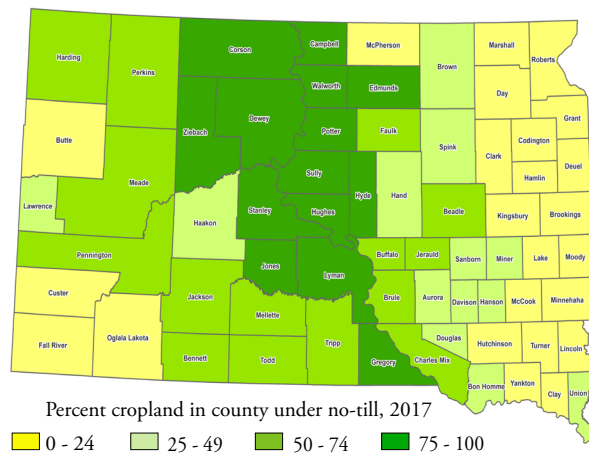 Harding
Perkins
Corson
Campbell
McPherson
Brown
Marshall
Roberts
Day
Walworth
Edmunds
Grant
Butte
Ziebach
Dewey
Potter
Faulk
Spink
Clark
Codington
Deuel
Hamlin
Meade
Sully
Hyde
Hand
Lawrence
Haakon
Stanley
Hughes
Beadle
Kingsbury
Brookings
Pennington
Jones
Lyman
Buffalo
Jerauld
Sanborn
Miner
Lake
Moody
Custer
Jackson
Mellette
Brule
Aurora
Davison
Hanson
McCook
Minnehaha
Fall River
Oglala Lakota
Bennett
Todd
Tripp
Gregory
Charles Mix
Douglas
Hutchinson
Turner
Lincoln
Bon Homme
Yankton
Clay
Union
Percent cropland in county under no-till, 2017
0 - 24 25 - 49 50 - 74 75 - 100